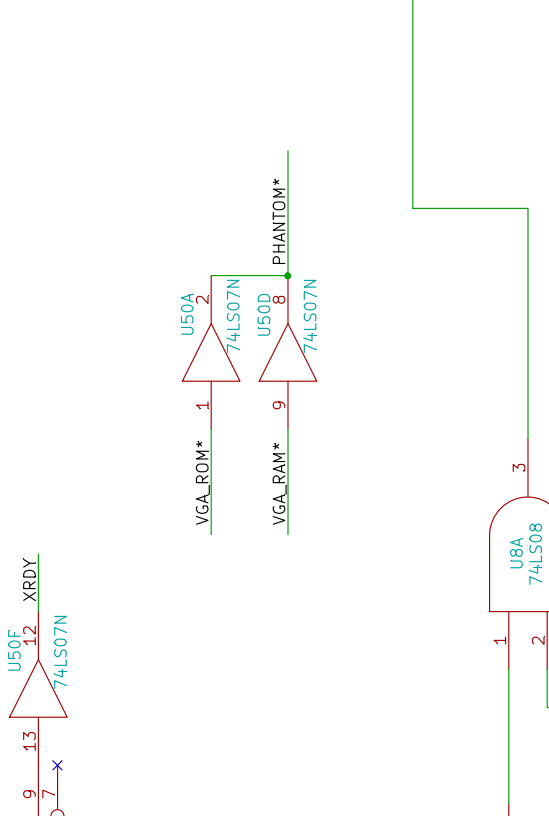 PHANTOM*
U50A
2
74LS07N
U50D
8
74LS07N
1
9
VGA_ROM*
VGA_RAM*
3
U8A
74LS08
1
2
XRDY
U50F
12
74LS07N
13
9
7